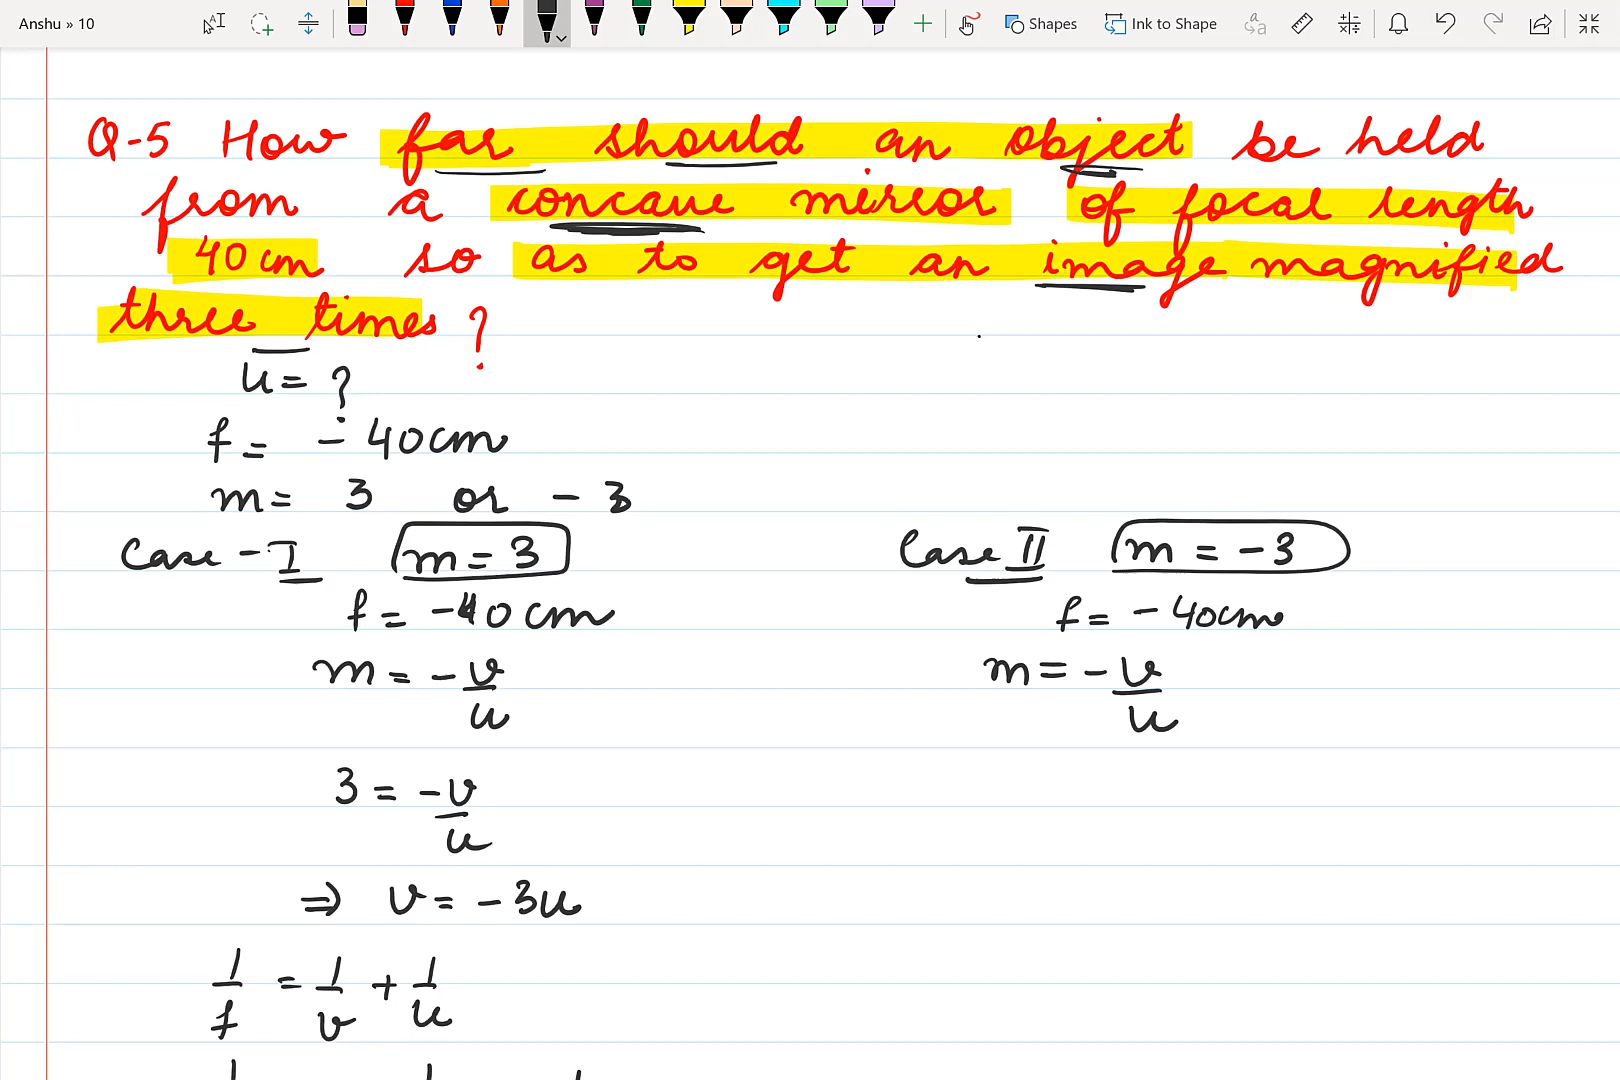 Anshu » 10
Shapes
Ink to Shape
Q-5 How far should an object be held
from a concave mirror of focal length
40 cm so as to get an image magnified
three times ?
u = ?
f = - 40cm
m = 3 or - 3
Case - I m = 3
f = -40 cm
m = - v/u
3 = - v/u
⇒ v = - 3u
1/f = 1/v + 1/u
Case II m = -3
f = - 40cm
m = - v/u